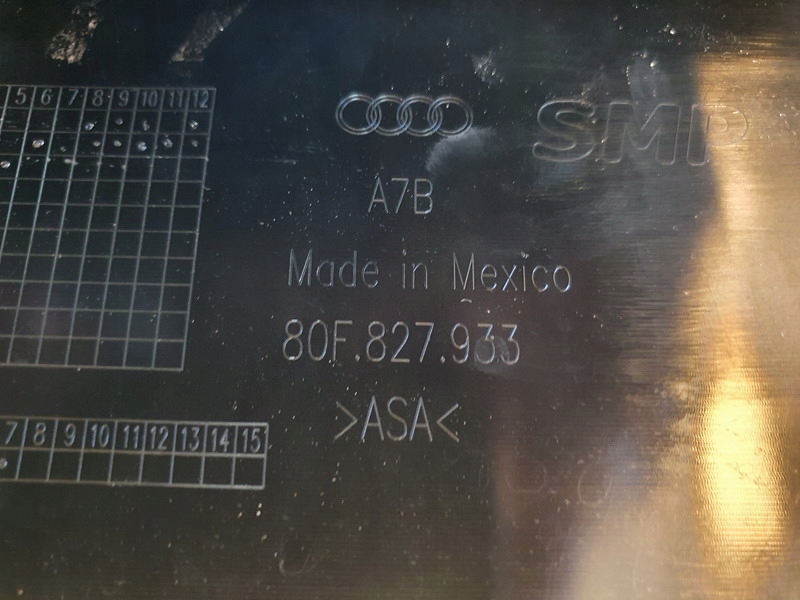 5 6 7 8 9 10 11 12
SMP
A7B
Made in Mexico
80F.827.933
>ASA<
7 8 9 10 11 12 13 14 15